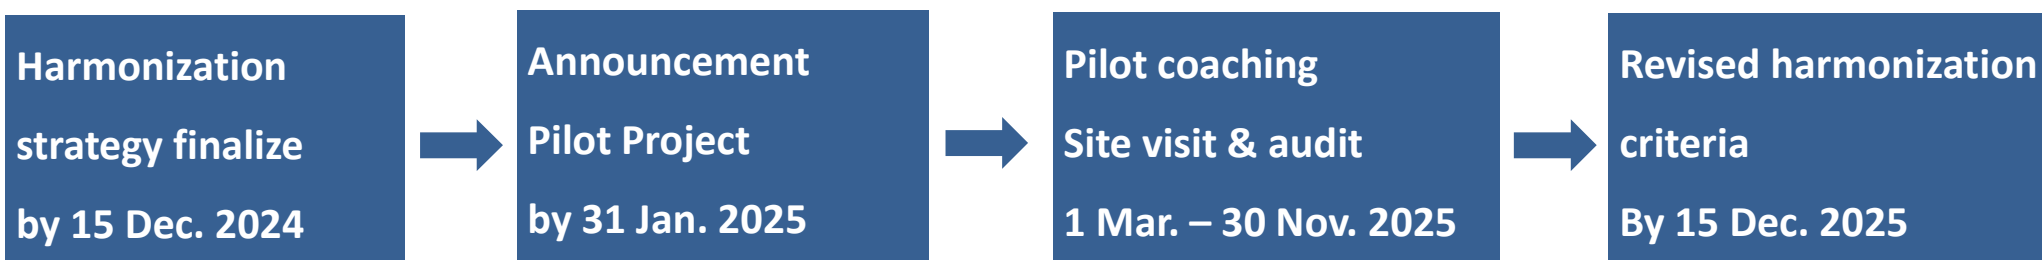 Harmonization
strategy finalize
by 15 Dec. 2024
Announcement
Pilot Project
by 31 Jan. 2025
Pilot coaching
Site visit & audit
1 Mar. – 30 Nov. 2025
Revised harmonization
criteria
By 15 Dec. 2025